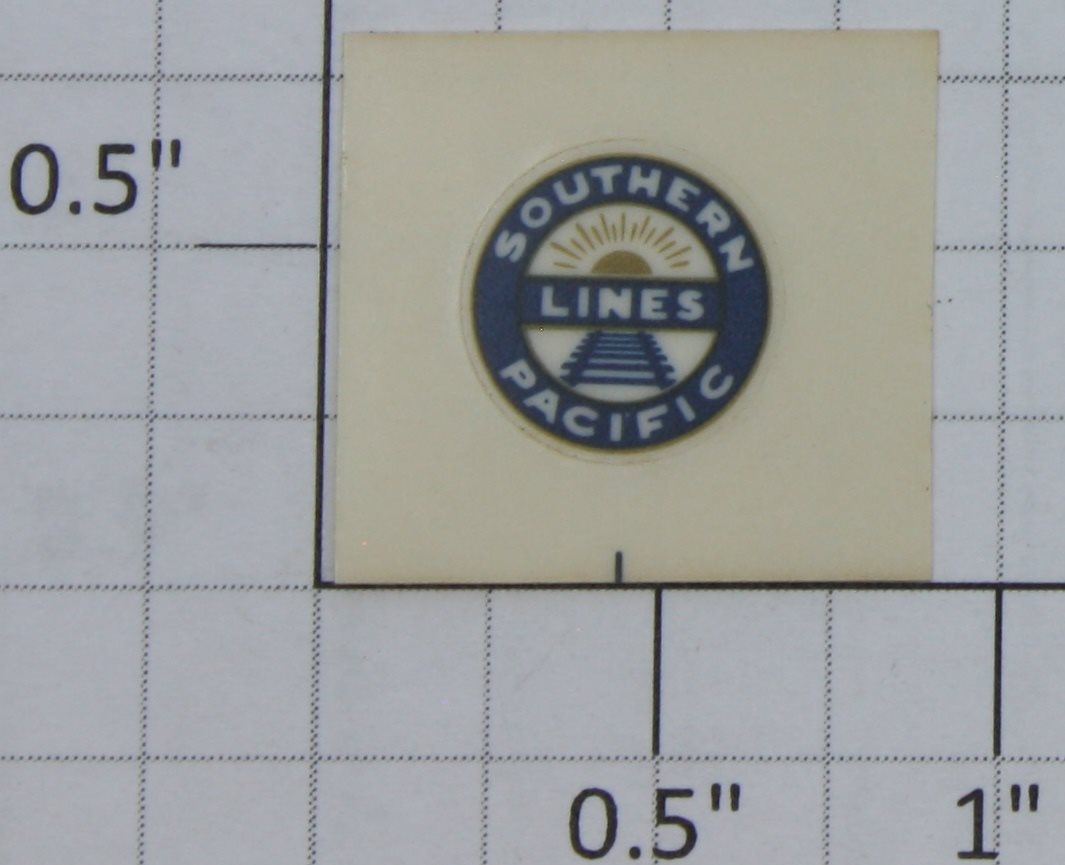 0.5"
SOUTHERN
LINES
PACIFIC
0.5" 1"